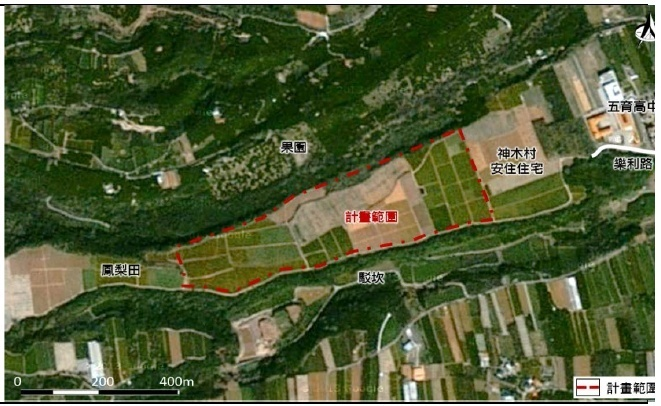 五育高中
果園
神木村
安住住宅
樂利路
計畫範圍
鳳梨田
駁坎
0 200 400m
計畫範圍